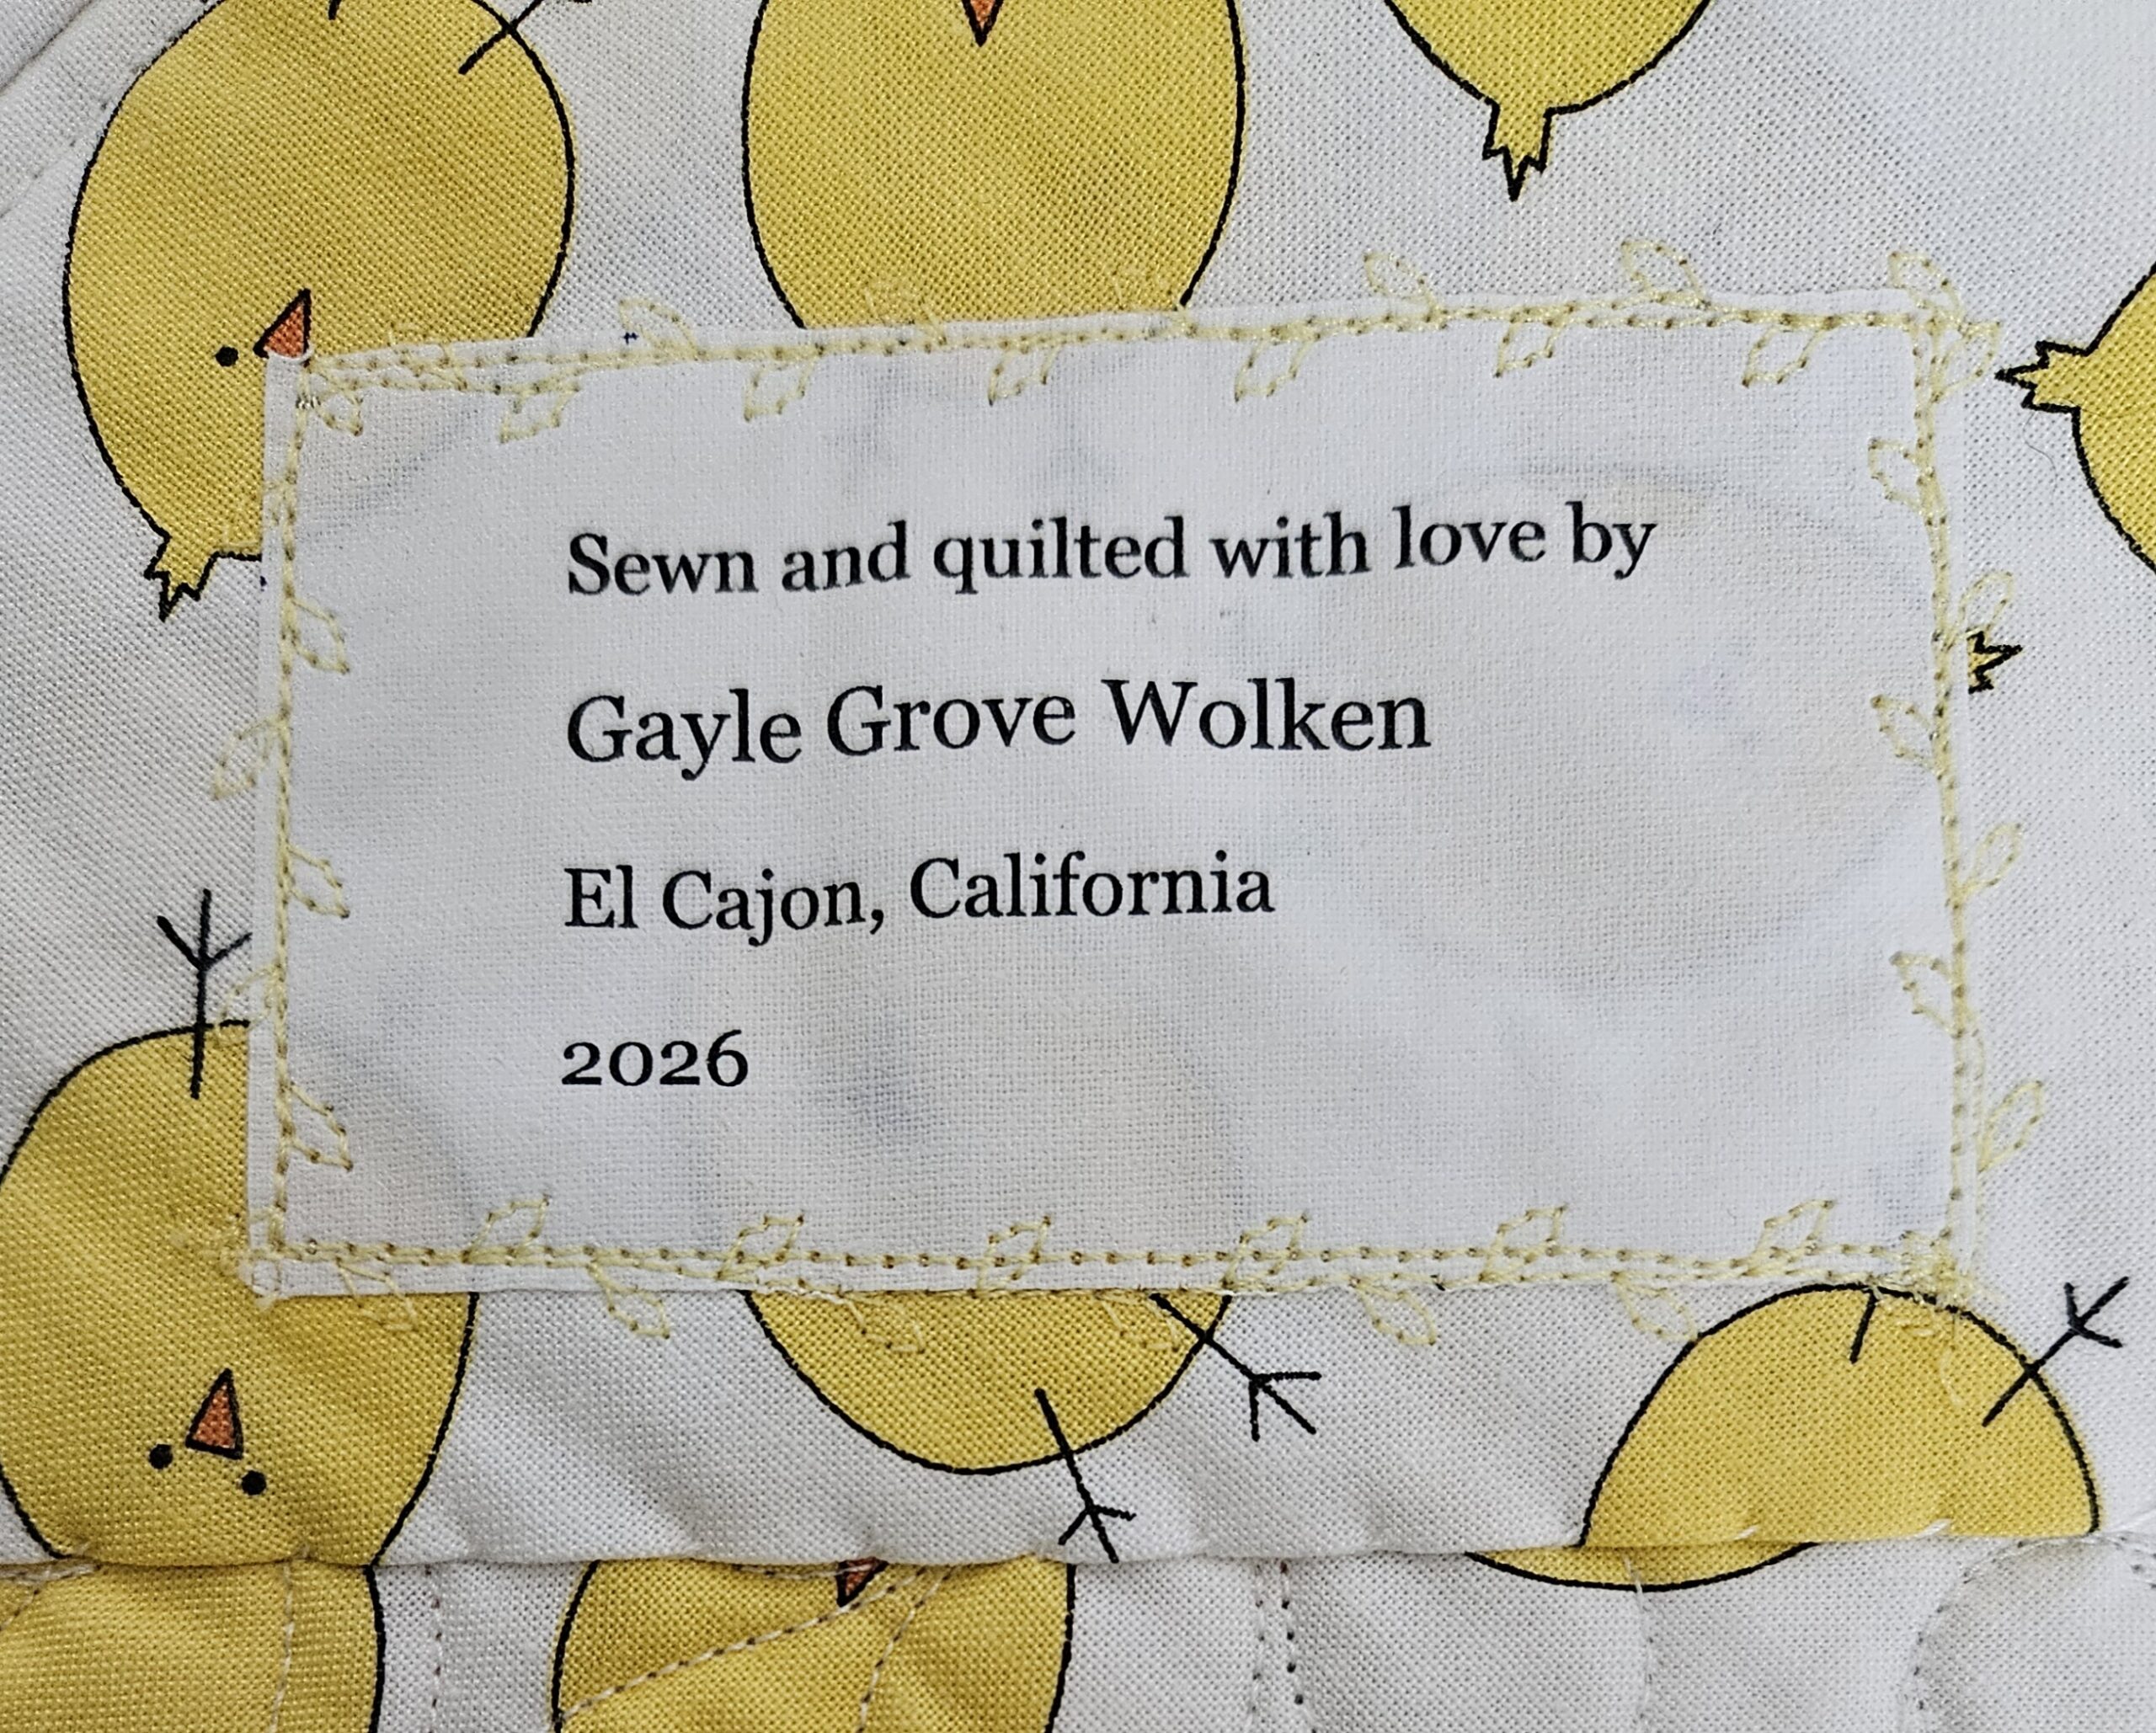 Sewn and quilted with love by
Gayle Grove Wolken
El Cajon, California
2026